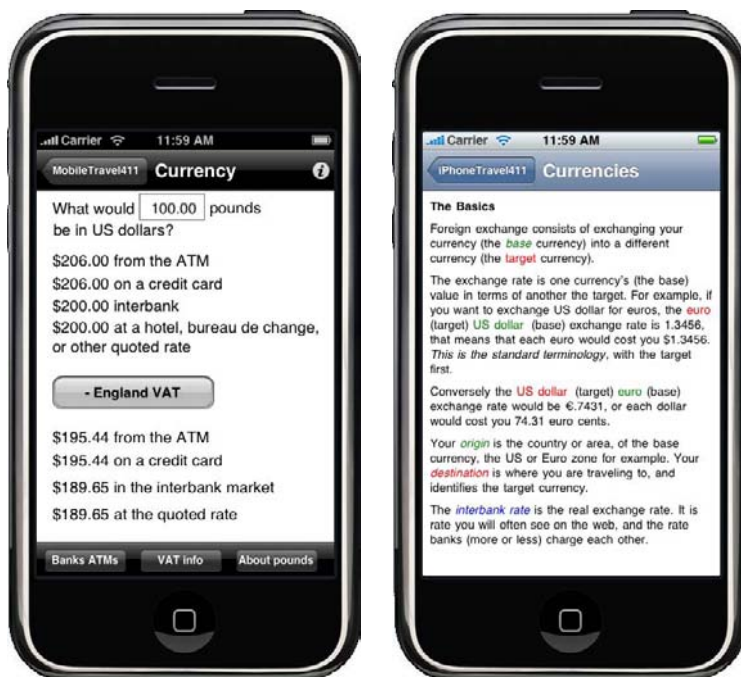 Carrier 11:59 AM
MobileTravel411 Currency
What would 100.00 pounds
be in US dollars?
$206.00 from the ATM
$206.00 on a credit card
$200.00 interbank
$200.00 at a hotel, bureau de change,
or other quoted rate
- England VAT
$195.44 from the ATM
$195.44 on a credit card
$189.65 in the interbank market
$189.65 at the quoted rate
Banks ATMs VAT info About pounds
Carrier 11:59 AM
iPhoneTravel411 Currencies
The Basics
Foreign exchange consists of exchanging your
currency (the base currency) into a different
currency (the target currency).
The exchange rate is one currency's (the base)
value in terms of another the target. For example, if
you want to exchange US dollar for euros, the euro
(target) US dollar (base) exchange rate is 1.3456,
that means that each euro would cost you $1.3456.
This is the standard terminology, with the target
first.
Conversely the US dollar (target) euro (base)
exchange rate would be €.7431, or each dollar
would cost you 74.31 euro cents.
Your origin is the country or area, of the base
currency, the US or Euro zone for example. Your
destination is where you are traveling to, and
identifies the target currency.
The interbank rate is the real exchange rate. It is
rate you will often see on the web, and the rate
banks (more or less) charge each other.